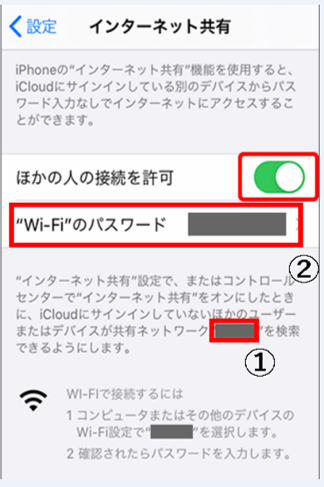 設定 インターネット共有
iPhoneの“インターネット共有”機能を使用すると、
iCloudにサインインしている別のデバイスからパス
ワード入力なしでインターネットにアクセスするこ
とができます。
ほかの人の接続を許可
“Wi-Fi”のパスワード
②
“インターネット共有”設定で、またはコントロール
センターで“インターネット共有”をオンにしたとき
に、iCloudにサインインしていないほかのユーザー
またはデバイスが共有ネットワーク“ ”を検索
できるようにします。
①
WI-FIで接続するには
1 コンピュータまたはその他のデバイスの
Wi-Fi設定で“ ”を選択します。
2 確認されたらパスワードを入力します。